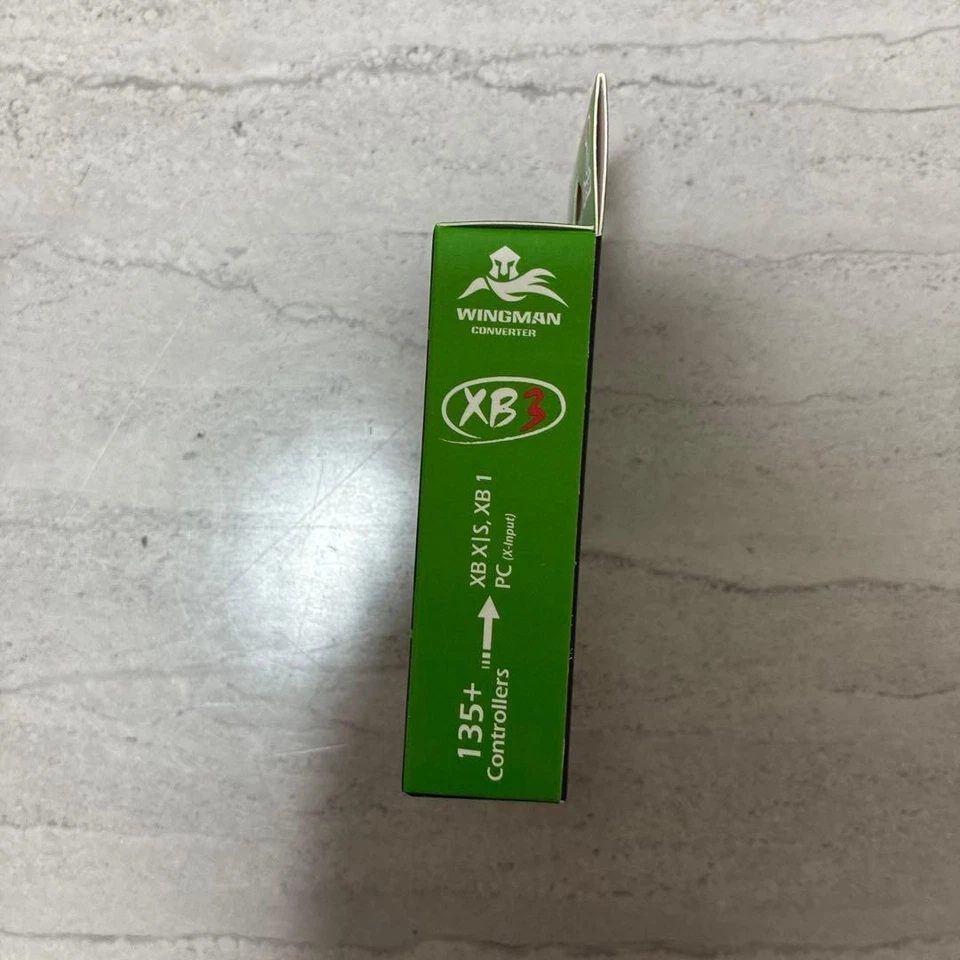 WINGMAN
CONVERTER
XB3
135+
Controllers
XB X|S, XB 1
PC (X-Input)